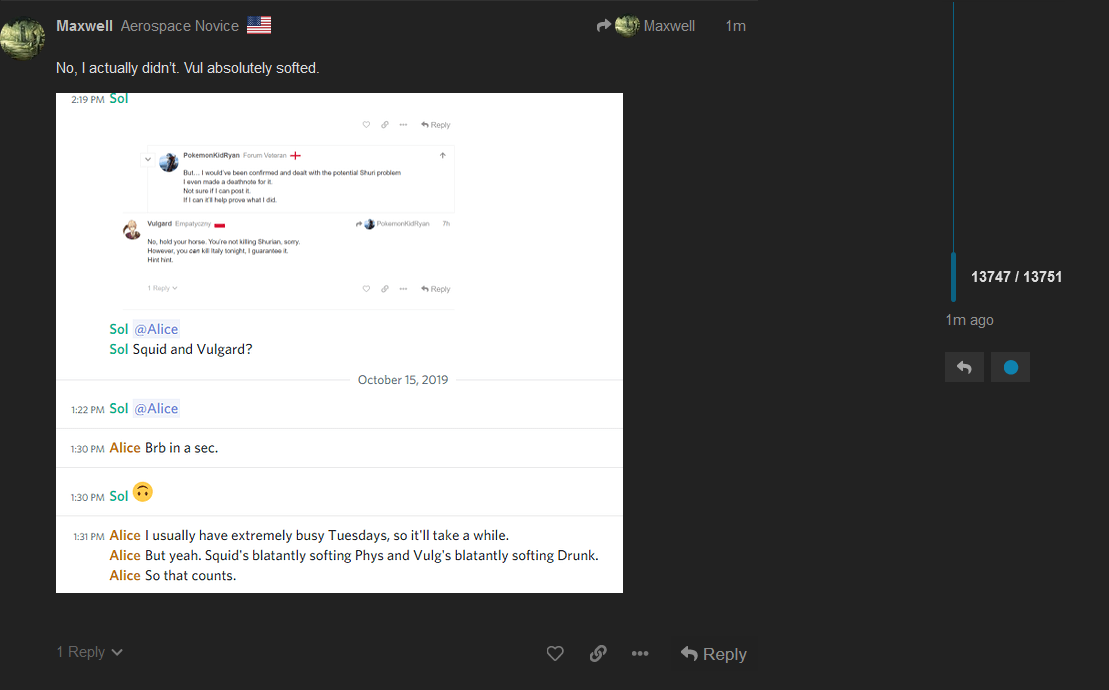 Maxwell Aerospace Novice Maxwell 1m
No, I actually didn't. Vul absolutely softed.
2:19 PM Sol
Reply
PokemonKidRyan Forum Veteran
But... I would've been confirmed and dealt with the potential Shuri problem
I even made a deathnote for it.
Not sure if I can post it.
If I can it'll help prove what I did.
Vulgard Empatyczny PokemonKidRyan 7h
No, hold your horse. You're not killing Shurian, sorry.
However, you can kill Italy tonight, I guarantee it.
Hint hint.
1 Reply Reply
Sol @Alice
Sol Squid and Vulgard?
October 15, 2019
1:22 PM Sol @Alice
1:30 PM Alice Brb in a sec.
1:30 PM Sol 🙃
1:31 PM Alice I usually have extremely busy Tuesdays, so it'll take a while.
Alice But yeah. Squid's blatantly softing Phys and Vulg's blatantly softing Drunk.
Alice So that counts.
1 Reply Reply
13747 / 13751
1m ago